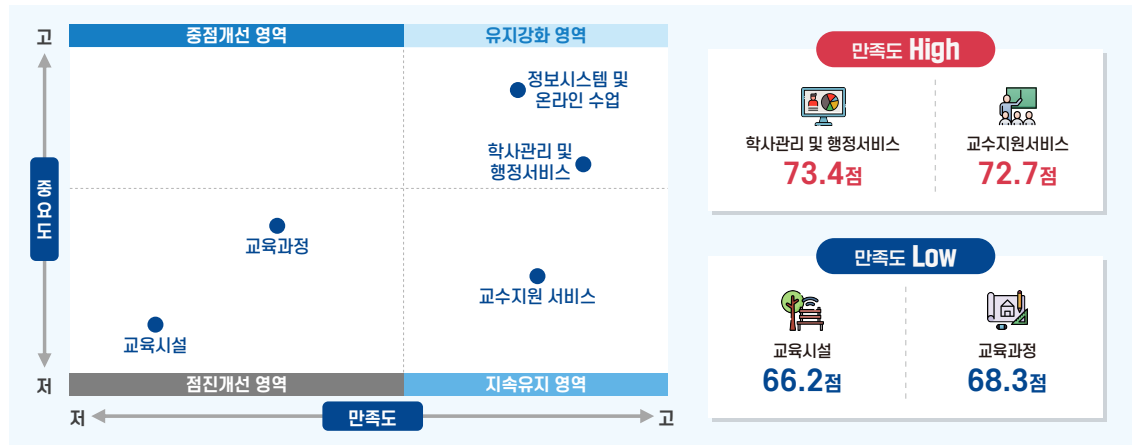 고
중점개선 영역
유지강화 영역
정보시스템 및
온라인 수업
학사관리 및
행정서비스
중요도
교육과정
교수지원 서비스
교육시설
저
점진개선 영역
지속유지 영역
저
만족도
고
만족도 High
학사관리 및 행정서비스
73.4점
교수지원서비스
72.7점
만족도 Low
교육시설
66.2점
교육과정
68.3점